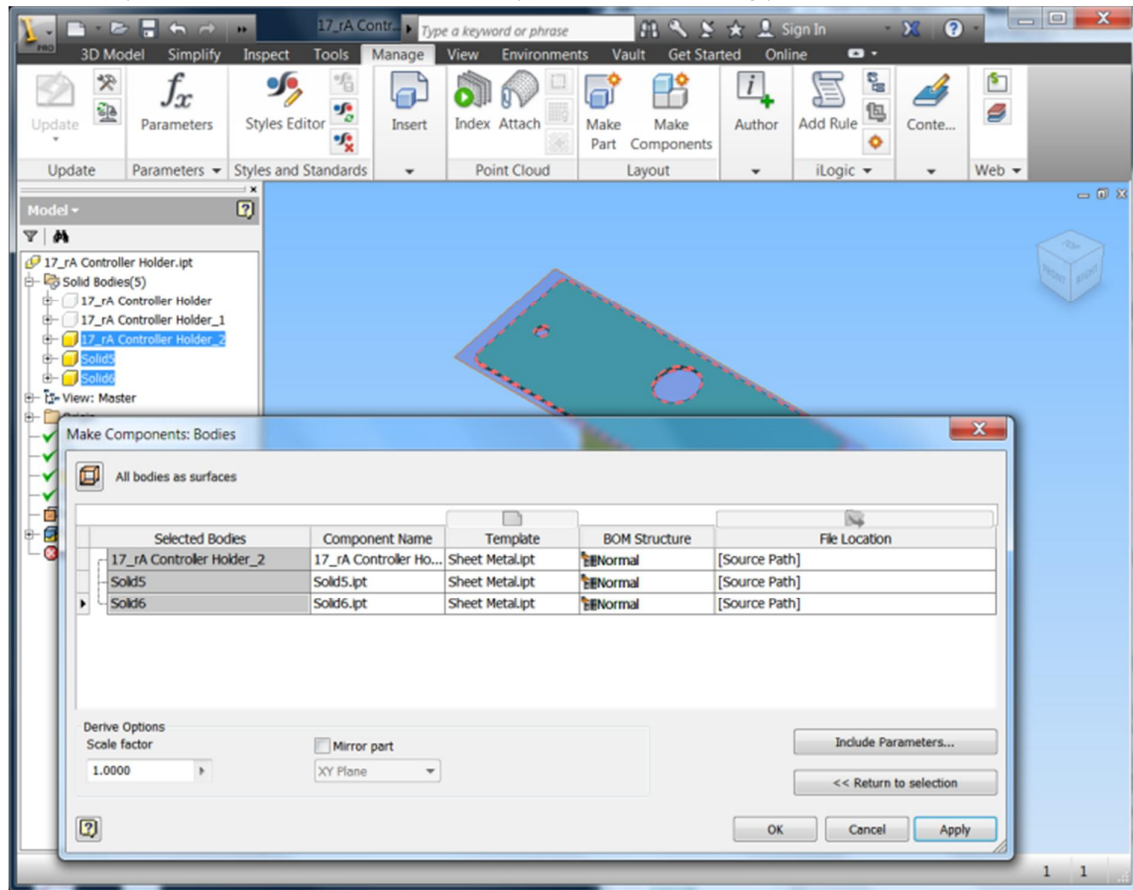 17_rA Contr...
Type a keyword or phrase
Sign In
PRO
3D Model Simplify Inspect Tools Manage View Environments Vault Get Started Online
Update
Parameters
Styles Editor
Insert
Index Attach
Make Part
Make Components
Author
Add Rule
Conte...
Update Parameters Styles and Standards Point Cloud Layout iLogic Web
Model
17_rA Controller Holder.ipt
Solid Bodies(5)
17_rA Controller Holder
17_rA Controller Holder_1
17_rA Controller Holder_2
Solid5
Solid6
View: Master
TOP
FRONT RIGHT
Make Components: Bodies
All bodies as surfaces
Selected Bodies Component Name Template BOM Structure File Location
17_rA Controller Holder_2 17_rA Controller Ho... Sheet Metal.ipt Normal [Source Path]
Solid5 Solid5.ipt Sheet Metal.ipt Normal [Source Path]
Solid6 Solid6.ipt Sheet Metal.ipt Normal [Source Path]
Derive Options
Scale factor
Mirror part
Include Parameters...
1.0000
XY Plane
<< Return to selection
OK Cancel Apply
1 1